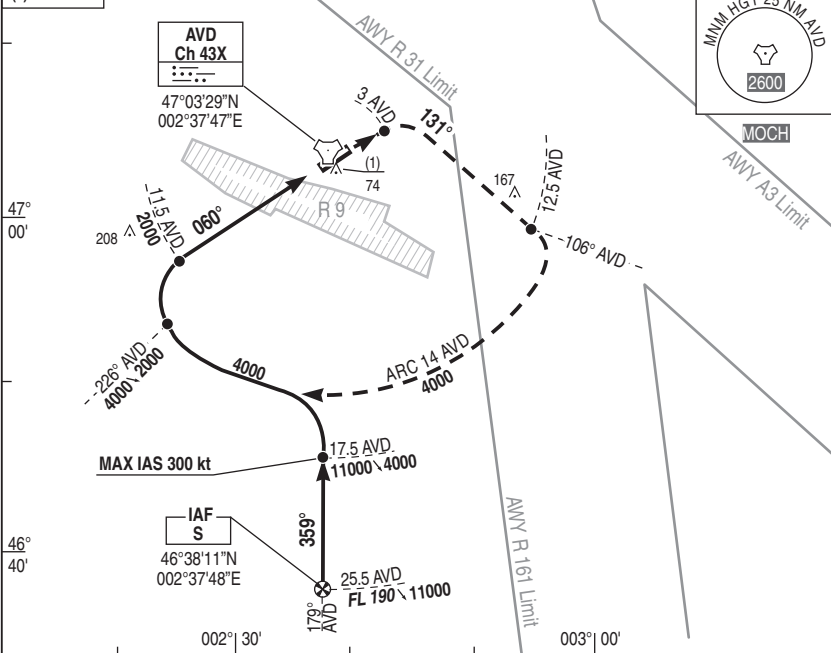 AWY R 31 Limit
MNM HGT 25 NM AVD
2600
MOCH
AWY A3 Limit
AVD
Ch 43X
47°03'29"N
002°37'47"E
3 AVD
131°
(1)
74
167
12.5 AVD
106° AVD
R 9
11.5 AVD
2000
060°
208
47°
00'
226° AVD
4000 2000
4000
ARC 14 AVD
4000
17.5 AVD
11000 4000
MAX IAS 300 kt
359°
IAF
S
46°38'11"N
002°37'48"E
25.5 AVD
FL 190 11000
179°
AVD
AWY R 161 Limit
46°
40'
002°30'
003°00'